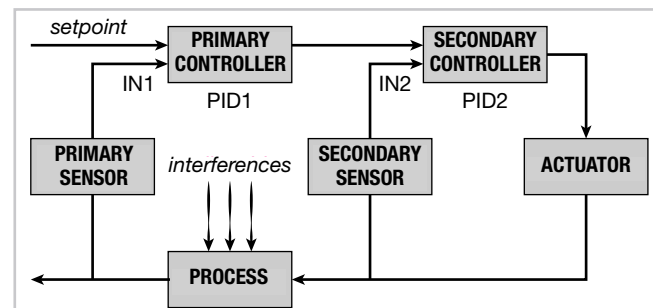 setpoint
PRIMARY
CONTROLLER
SECONDARY
CONTROLLER
IN1
PID1
IN2
PID2
PRIMARY
SENSOR
interferences
SECONDARY
SENSOR
ACTUATOR
PROCESS